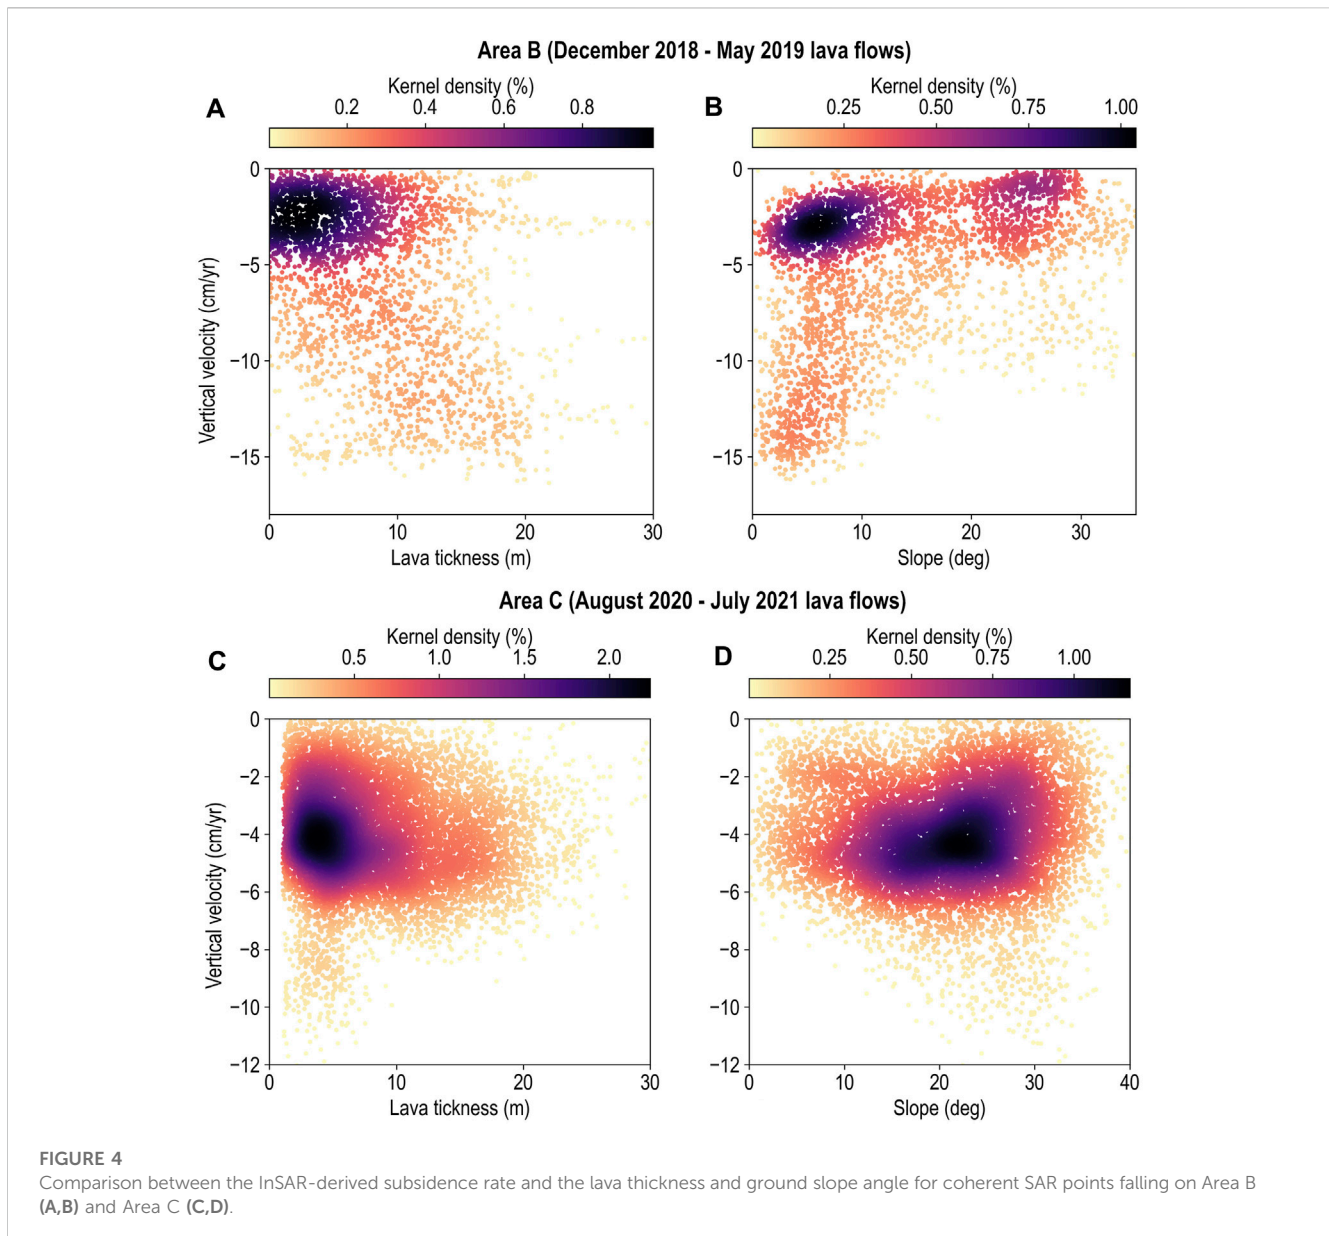 Area B (December 2018 - May 2019 lava flows)
A
Kernel density (%)
0.2 0.4 0.6 0.8
B
Kernel density (%)
0.25 0.50 0.75 1.00
Vertical velocity (cm/yr)
0
−5
−10
−15
0 10 20 30
Lava tickness (m)
0
−5
−10
−15
0 10 20 30
Slope (deg)
Area C (August 2020 - July 2021 lava flows)
C
Kernel density (%)
0.5 1.0 1.5 2.0
D
Kernel density (%)
0.25 0.50 0.75 1.00
Vertical velocity (cm/yr)
0
−2
−4
−6
−8
−10
−12
0 10 20 30
Lava tickness (m)
0
−2
−4
−6
−8
−10
−12
0 10 20 30 40
Slope (deg)
FIGURE 4
Comparison between the InSAR-derived subsidence rate and the lava thickness and ground slope angle for coherent SAR points falling on Area B
(A,B) and Area C (C,D).